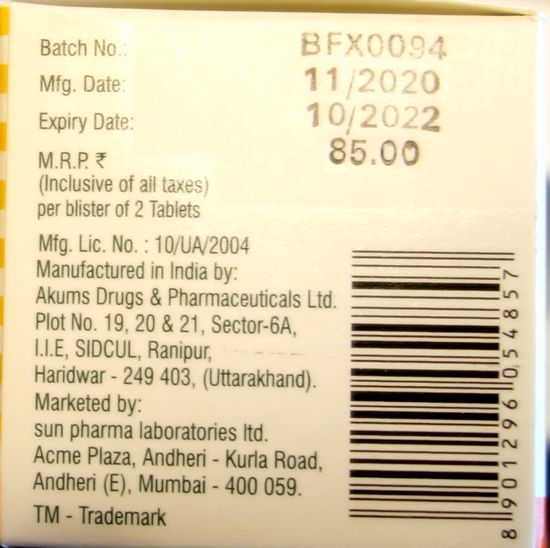 Batch No.: BFX0094
Mfg. Date: 11/2020
Expiry Date: 10/2022
M.R.P. ₹ 85.00
(Inclusive of all taxes)
per blister of 2 Tablets
Mfg. Lic. No. : 10/UA/2004
Manufactured in India by:
Akums Drugs & Pharmaceuticals Ltd.
Plot No. 19, 20 & 21, Sector-6A,
I.I.E, SIDCUL, Ranipur,
Haridwar - 249 403, (Uttarakhand).
Marketed by:
sun pharma laboratories ltd.
Acme Plaza, Andheri - Kurla Road,
Andheri (E), Mumbai - 400 059.
TM - Trademark
8 901296 054857